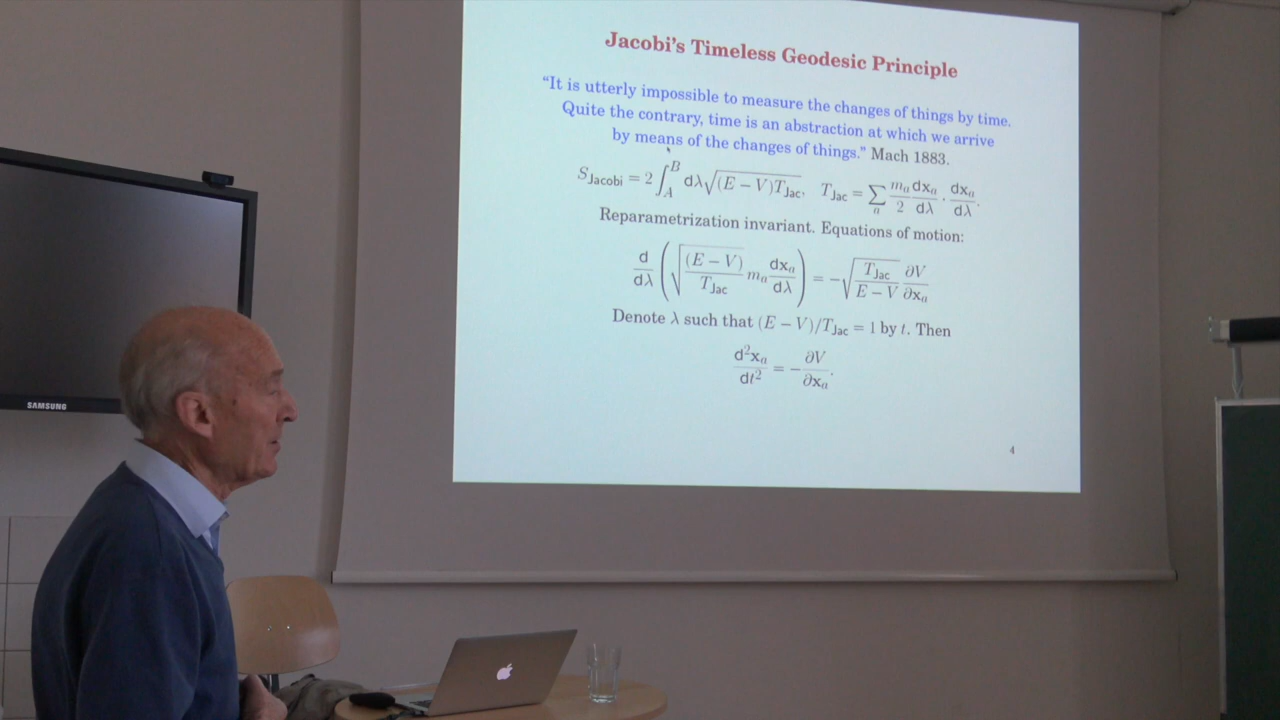 Jacobi's Timeless Geodesic Principle
“It is utterly impossible to measure the changes of things by time.
Quite the contrary, time is an abstraction at which we arrive
by means of the changes of things.” Mach 1883.
S_Jacobi = 2 ∫_A^B dλ √((E − V)T_Jac), T_Jac = ∑_a (m_a/2) (dx_a/dλ) · (dx_a/dλ).
Reparametrization invariant. Equations of motion:
d/dλ ( √((E − V)/T_Jac) m_a dx_a/dλ ) = −√(T_Jac/(E − V)) ∂V/∂x_a
Denote λ such that (E − V)/T_Jac = 1 by t. Then
d²x_a/dt² = −∂V/∂x_a.
4
SAMSUNG